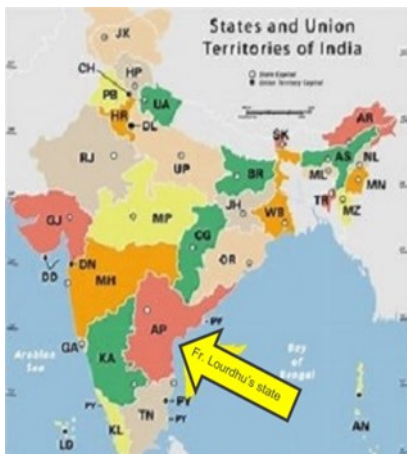 States and Union
Territories of India
State Capital
Union Territory Capital
JK
HP
CH
PB
UA
HR
DL
AR
SK
RJ
UP
AS
NL
BR
ML
MN
JH
TR
MZ
GJ
MP
WB
CG
DN
DD
MH
OR
AP
PY
Arabian
Sea
GA
KA
Fr. Lourdhu's state
Bay
of
Bengal
PY
TN
PY
PY
KL
LD
AN